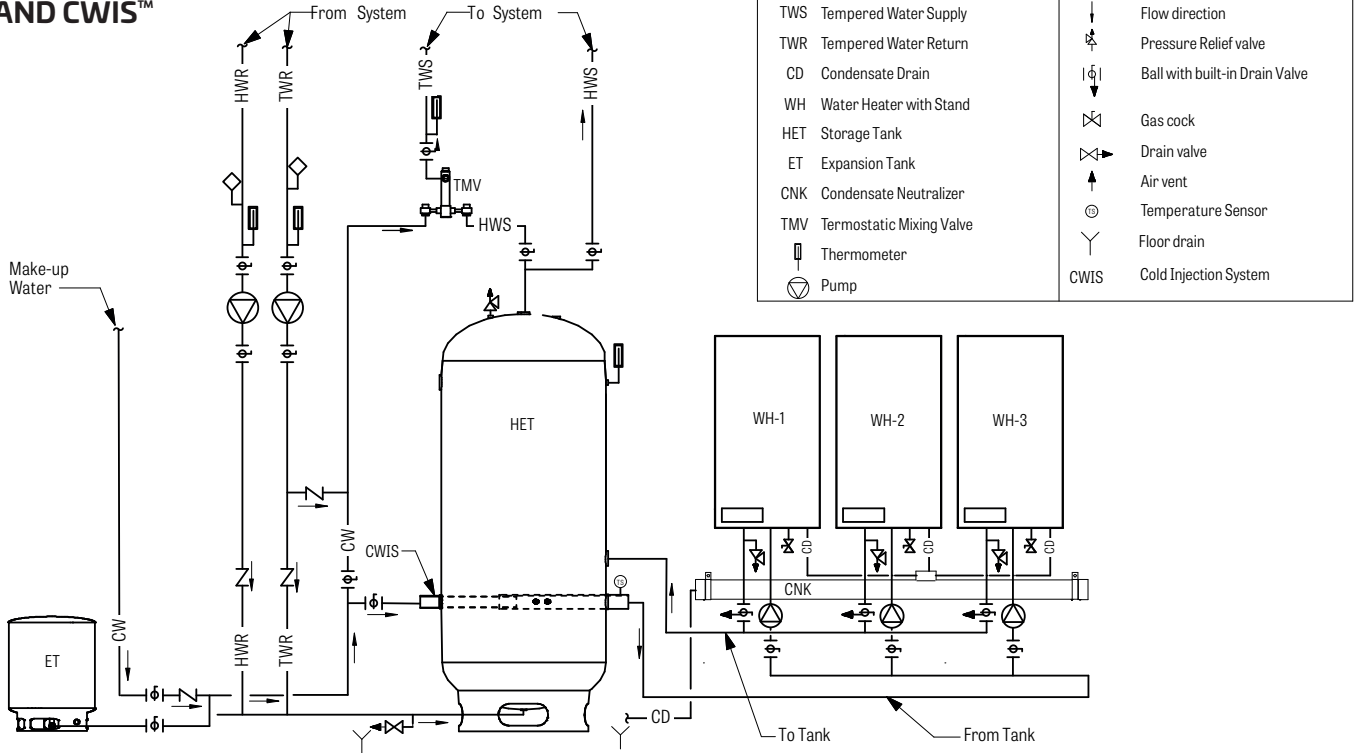 AND CWIS™
From System
To System
HWR
TWR
TWS
HWS
TMV
HWS
Make-up
Water
HET
CW
CWIS
CW
HWR
TWR
ET
TS
WH-1
WH-2
WH-3
CD
CD
CD
CNK
CD
To Tank
From Tank
TWS Tempered Water Supply
TWR Tempered Water Return
CD Condensate Drain
WH Water Heater with Stand
HET Storage Tank
ET Expansion Tank
CNK Condensate Neutralizer
TMV Termostatic Mixing Valve
Thermometer
Pump
Flow direction
Pressure Relief valve
Ball with built-in Drain Valve
Gas cock
Drain valve
Air vent
TS Temperature Sensor
Floor drain
CWIS Cold Injection System